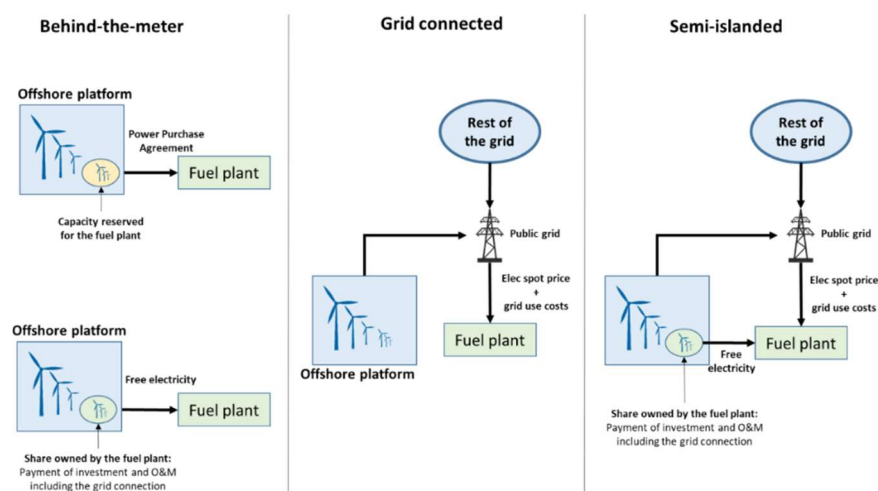 Behind-the-meter
Offshore platform
Power Purchase
Agreement
Fuel plant
Capacity reserved
for the fuel plant
Offshore platform
Free electricity
Fuel plant
Share owned by the fuel plant:
Payment of investment and O&M
including the grid connection
Grid connected
Rest of
the grid
Public grid
Elec spot price
+
grid use costs
Fuel plant
Offshore platform
Semi-islanded
Rest of
the grid
Public grid
Elec spot price
+
grid use costs
Fuel plant
Free
electricity
Share owned by the fuel plant:
Payment of investment and O&M
including the grid connection